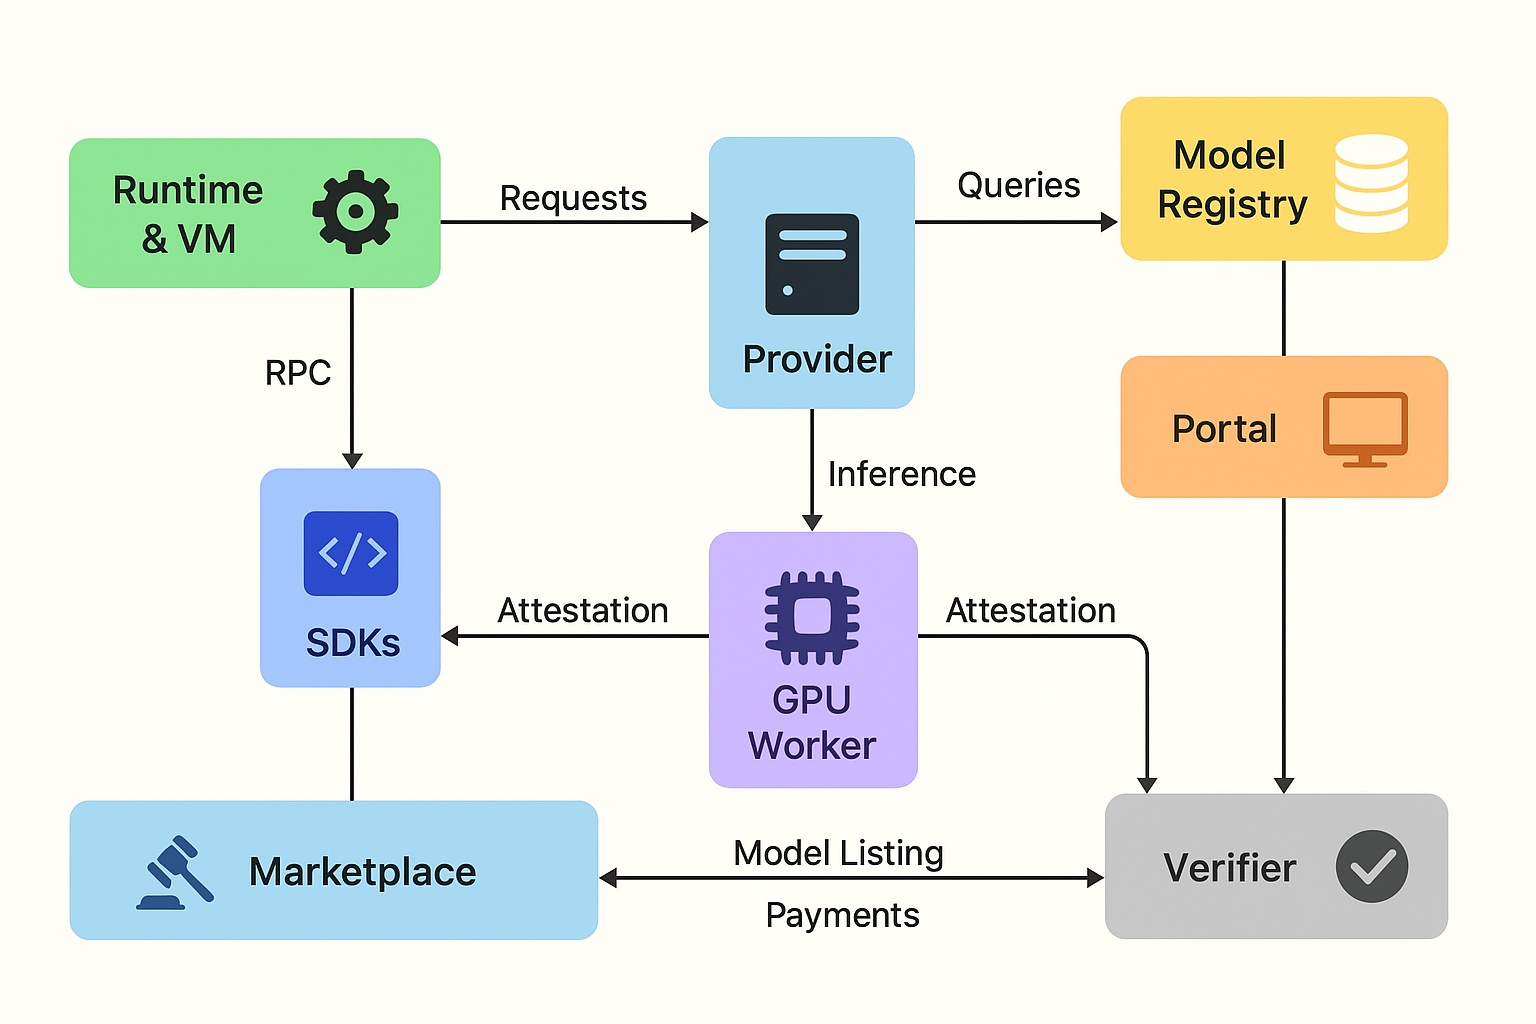 Runtime
& VM
Requests
Provider
Queries
Model
Registry
RPC
Inference
Portal
</>
SDKs
Attestation
GPU
Worker
Attestation
Marketplace
Model Listing
Payments
Verifier